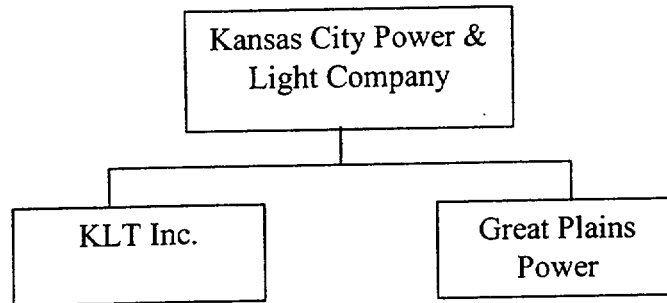 Kansas City Power &
Light Company
KLT Inc.
Great Plains
Power